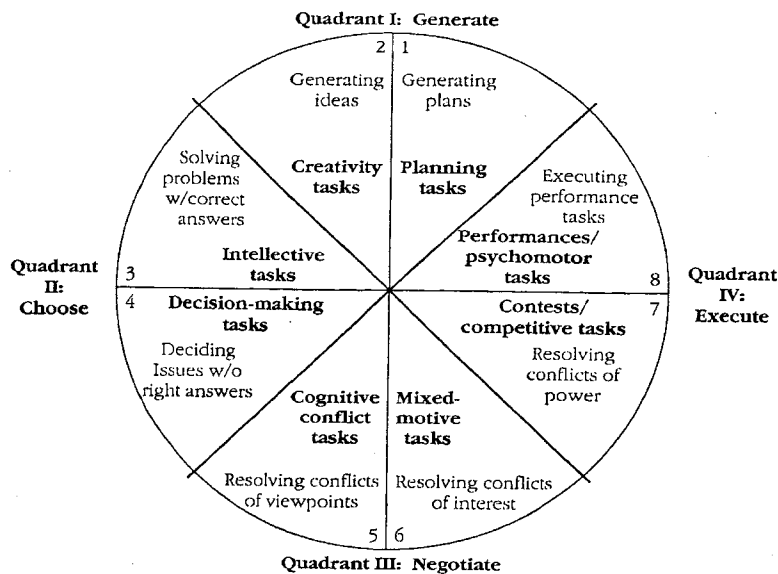 Quadrant I: Generate
2
1
Generating
ideas
Generating
plans
Creativity
tasks
Planning
tasks
Solving
problems
w/correct
answers
Intellective
tasks
Executing
performance
tasks
Performances/
psychomotor
tasks
Quadrant
II:
Choose
3
4
8
7
Quadrant
IV:
Execute
Decision-making
tasks
Deciding
Issues w/o
right answers
Contests/
competitive tasks
Resolving
conflicts of
power
Cognitive
conflict
tasks
Mixed-
motive
tasks
Resolving conflicts
of viewpoints
Resolving conflicts
of interest
5
6
Quadrant III: Negotiate